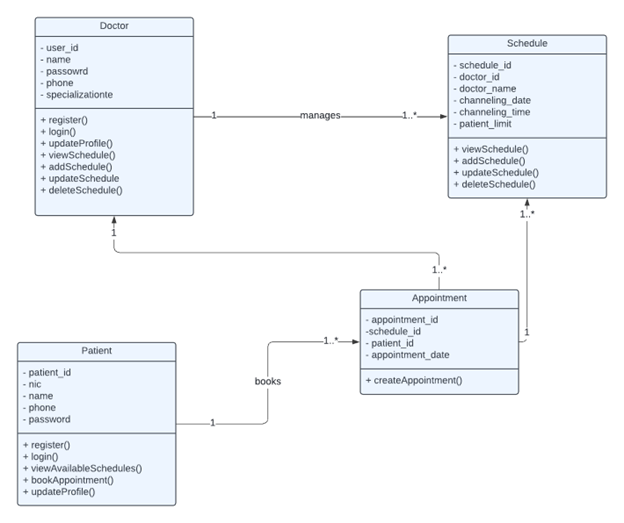 Doctor
- user_id
- name
- passowrd
- phone
- specializationte
+ register()
+ login()
+ updateProfile()
+ viewSchedule()
+ addSchedule()
+ updateSchedule
+ deleteSchedule()
1
manages
1..*
Schedule
- schedule_id
- doctor_id
- doctor_name
- channeling_date
- channeling_time
- patient_limit
+ viewSchedule()
+ addSchedule()
+ updateSchedule()
+ deleteSchedule()
1..*
1
1..*
Appointment
- appointment_id
-schedule_id
- patient_id
- appointment_date
+ createAppointment()
1
1..*
books
1
Patient
- patient_id
- nic
- name
- phone
- password
+ register()
+ login()
+ viewAvailableSchedules()
+ bookAppointment()
+ updateProfile()